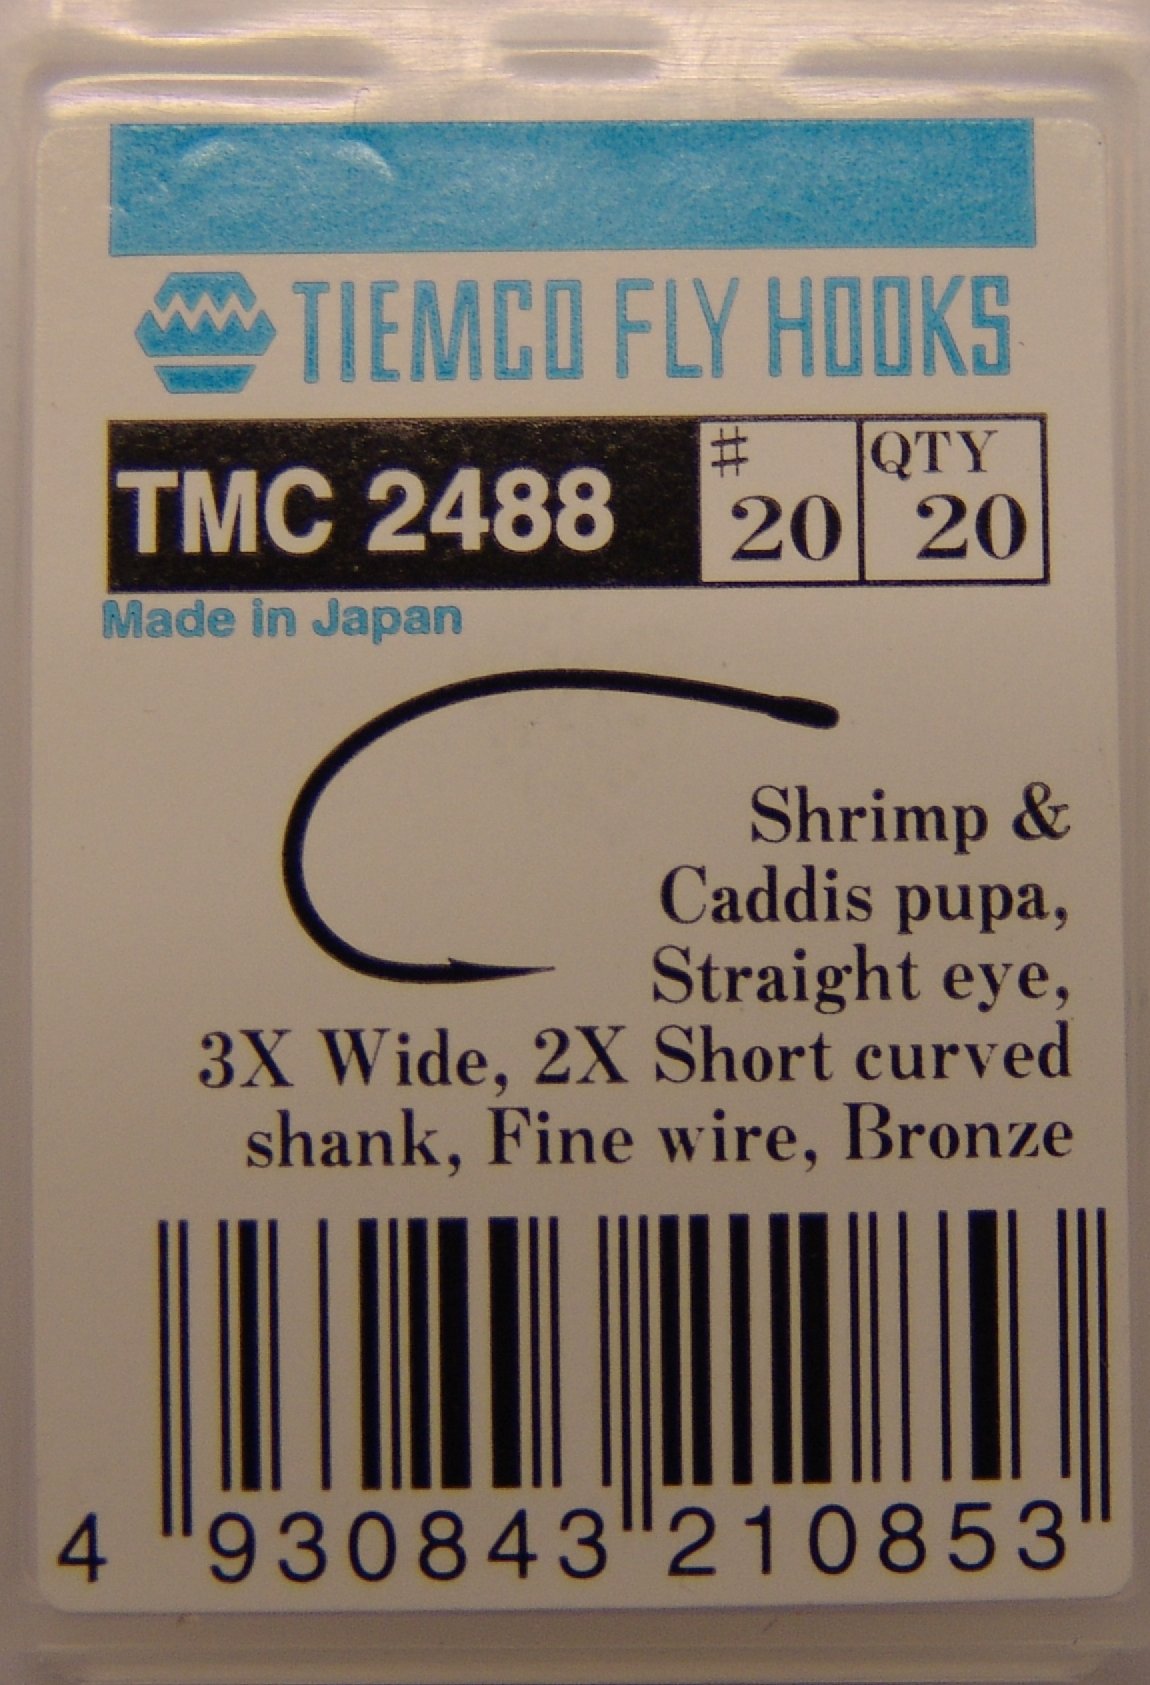 TIEMCO FLY HOOKS
TMC 2488 # 20 QTY 20
Made in Japan
Shrimp &
Caddis pupa,
Straight eye,
3X Wide, 2X Short curved
shank, Fine wire, Bronze
4 930843 210853